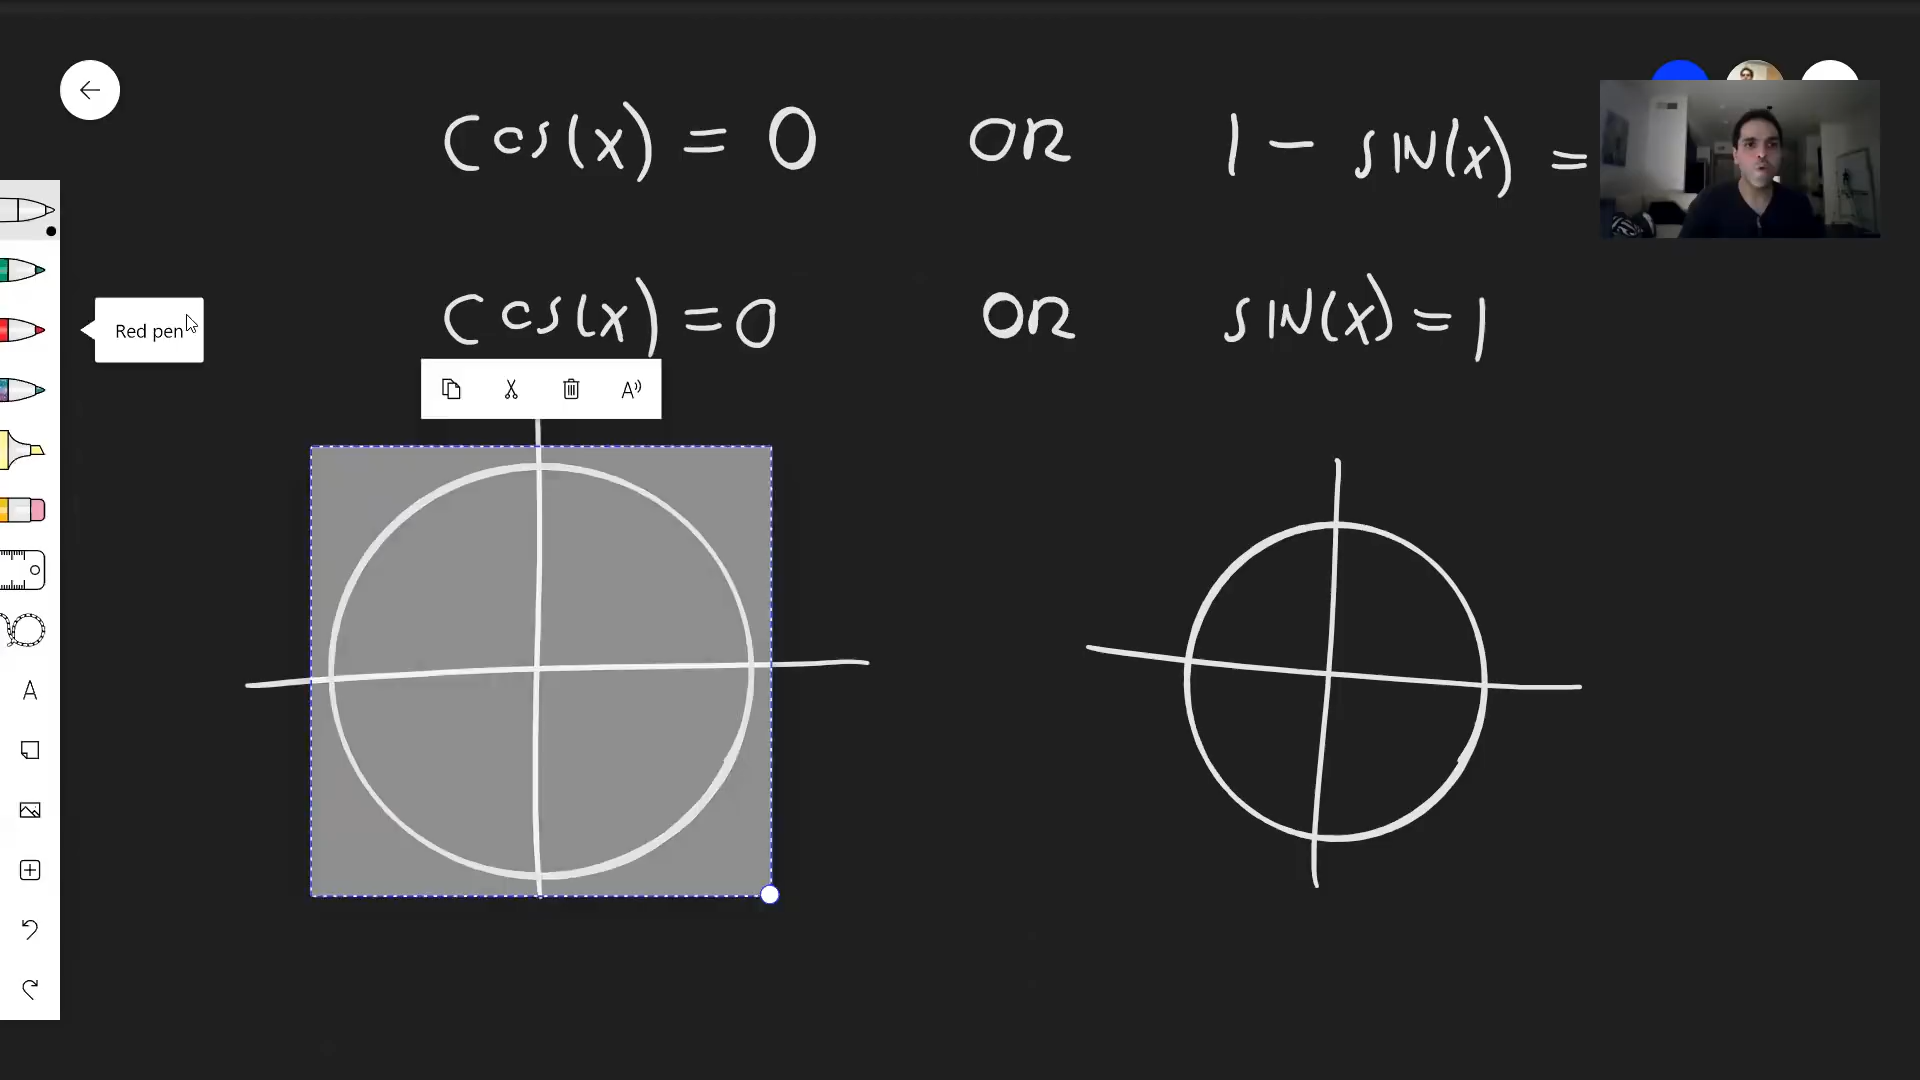 cos(x) = 0 OR 1 - SIN(x) =
cos(x) = 0 OR SIN(x) = 1
Red pen